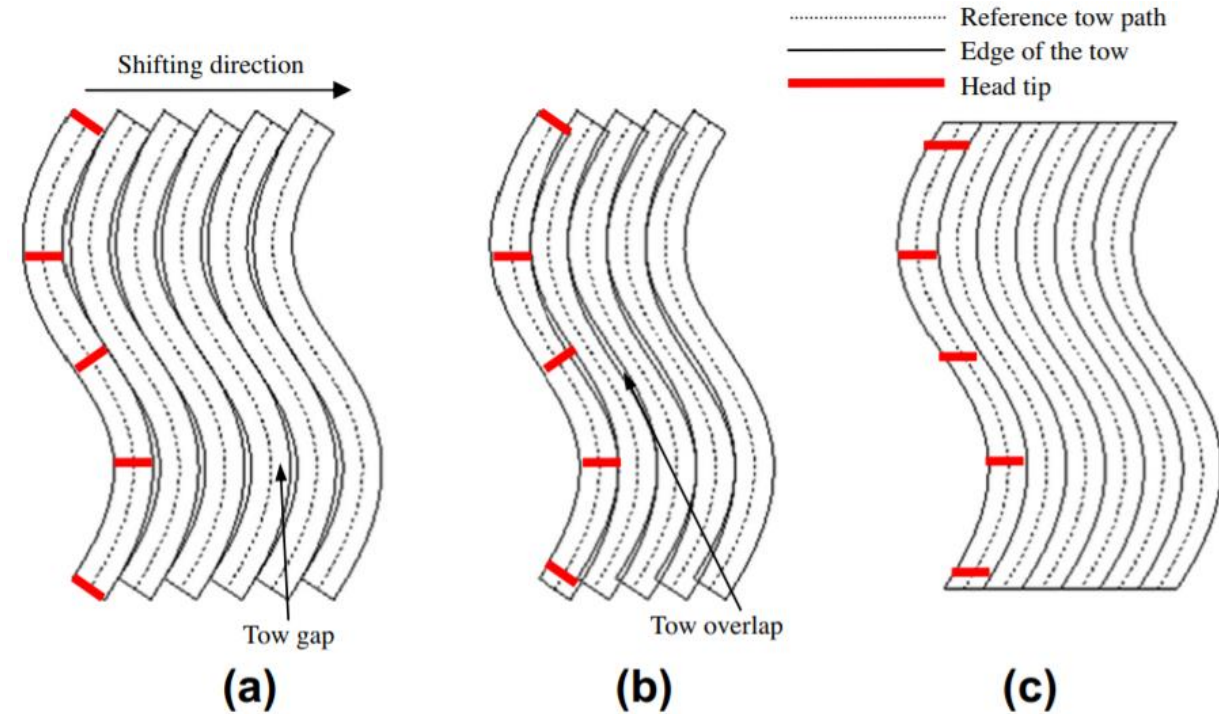 Reference tow path
Edge of the tow
Head tip
Shifting direction
Tow gap
Tow overlap
(a)
(b)
(c)